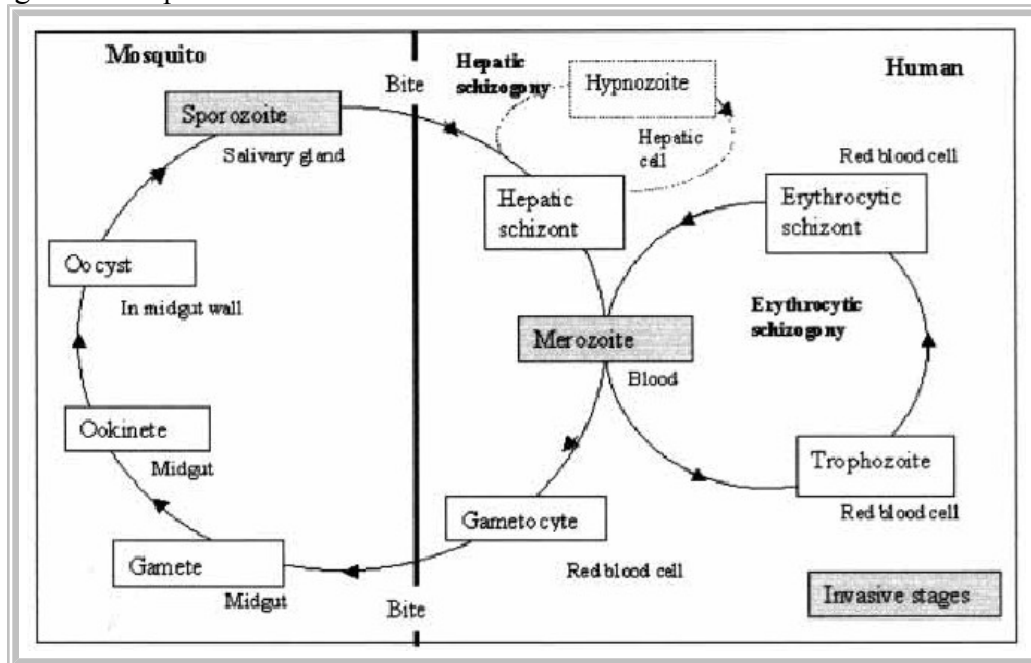 Mosquito
Bite
Hepatic
schizogony
Hypnozoite
Human
Sporozoite
Salivary gland
Hepatic
cell
Red blood cell
Hepatic
schizont
Erythrocytic
schizont
Oocyst
In midgut wall
Erythrocytic
schizogony
Merozoite
Blood
Ookinete
Midgut
Trophozoite
Red blood cell
Gametocyte
Gamete
Midgut
Red blood cell
Bite
Invasive stages